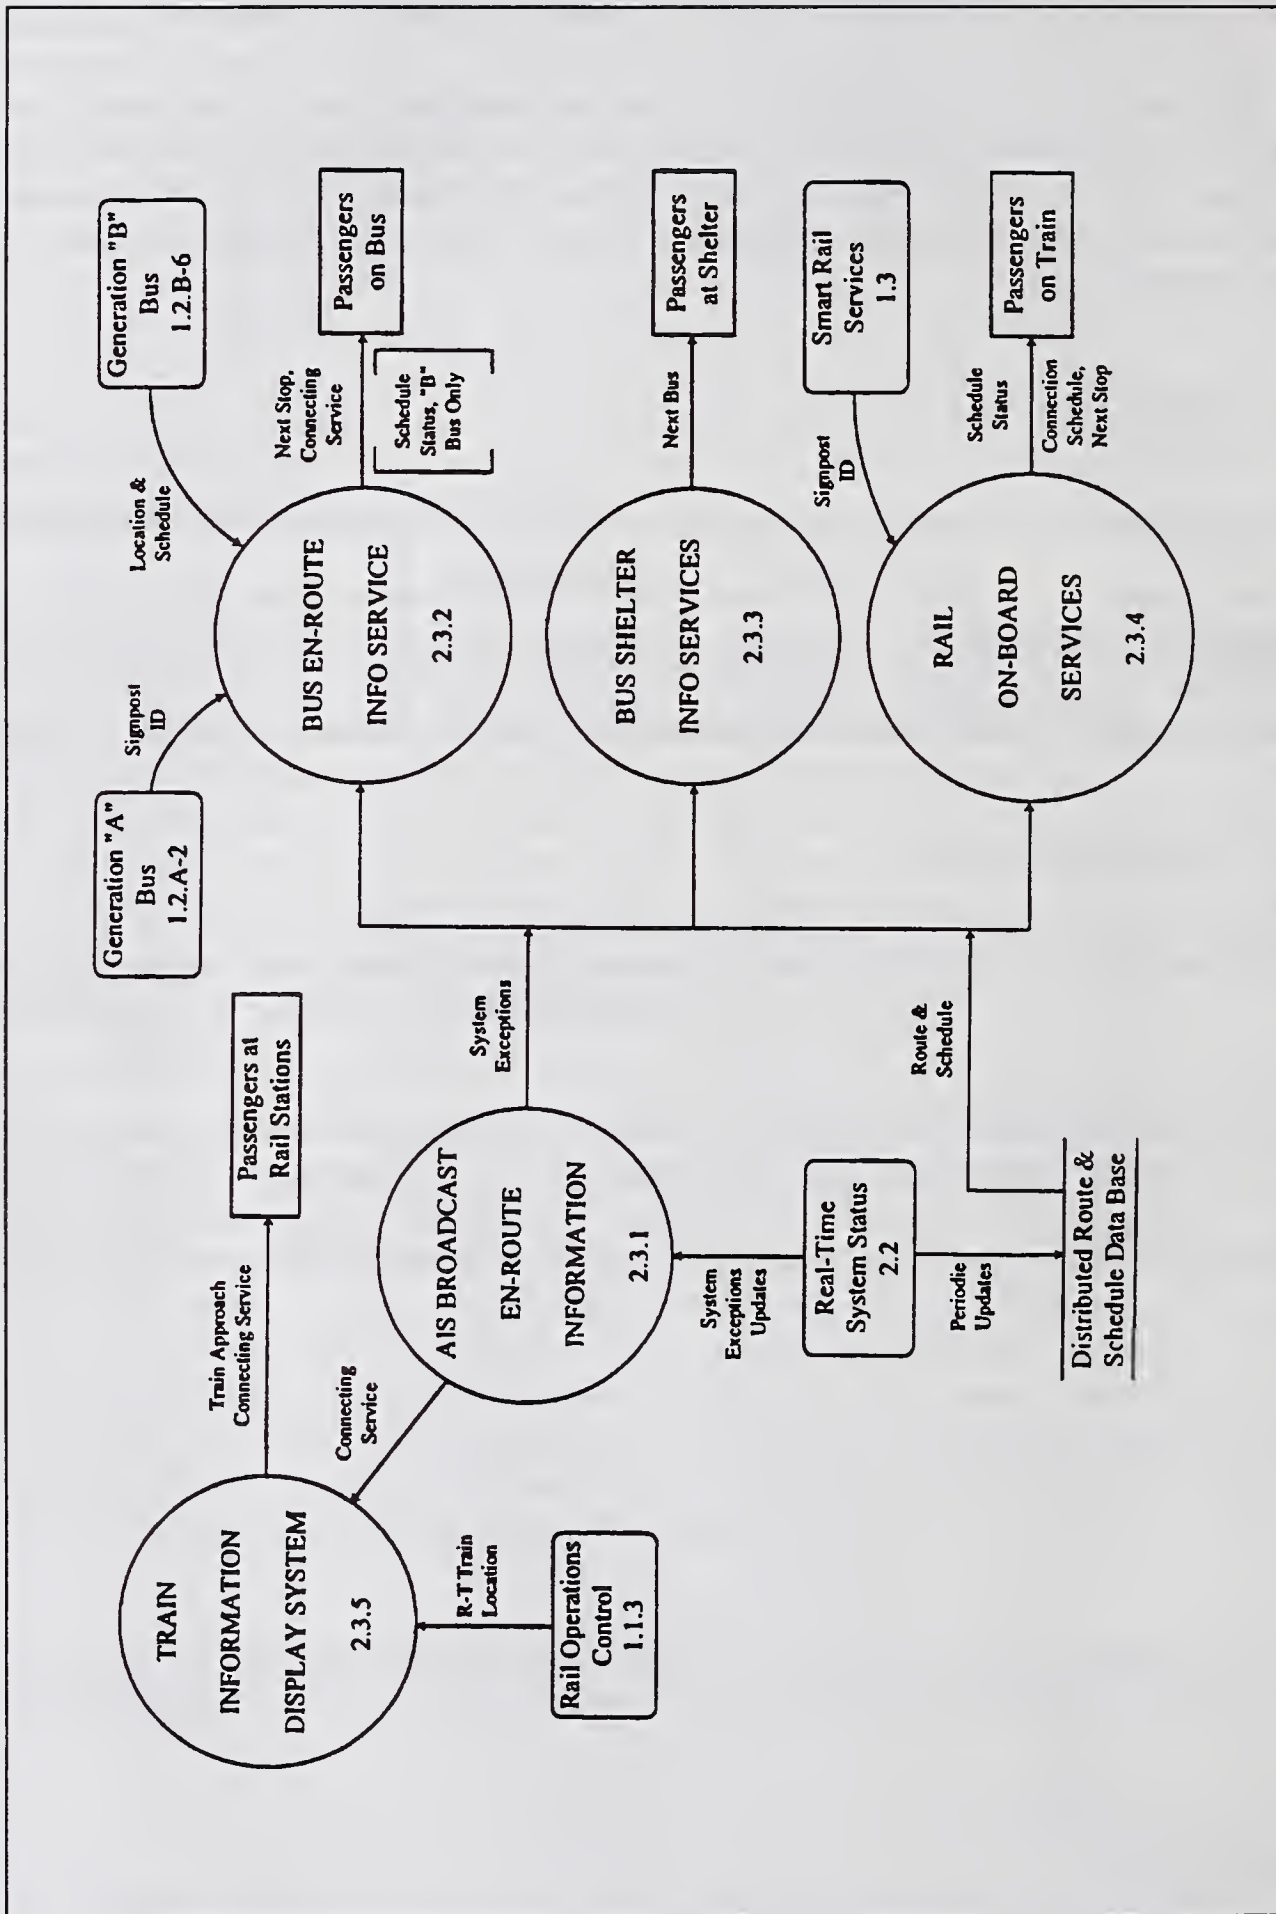 TRAIN
INFORMATION
DISPLAY SYSTEM
2.3.5
Train Approach
Connecting Service
Passengers at
Rail Stations
R-T Train
Location
Rail Operations
Control
1.1.3
Connecting
Service
AIS BROADCAST
EN-ROUTE
INFORMATION
2.3.1
System
Exceptions
System
Exceptions
Updates
Real-Time
System Status
2.2
Periodie
Updates
Distributed Route &
Schedule Data Base
Route &
Schedule
Generation "A"
Bus
1.2.A-2
Signpost
ID
Generation "B"
Bus
1.2.B-6
Location &
Schedule
BUS EN-ROUTE
INFO SERVICE
2.3.2
Next Stop,
Connecting
Service
Schedule
Status, "B"
Bus Only
Passengers
on Bus
BUS SHELTER
INFO SERVICES
2.3.3
Next Bus
Passengers
at Shelter
Smart Rail
Services
1.3
Signpost
ID
RAIL
ON-BOARD
SERVICES
2.3.4
Schedule
Status
Connection
Schedule,
Next Stop
Passengers
on Train